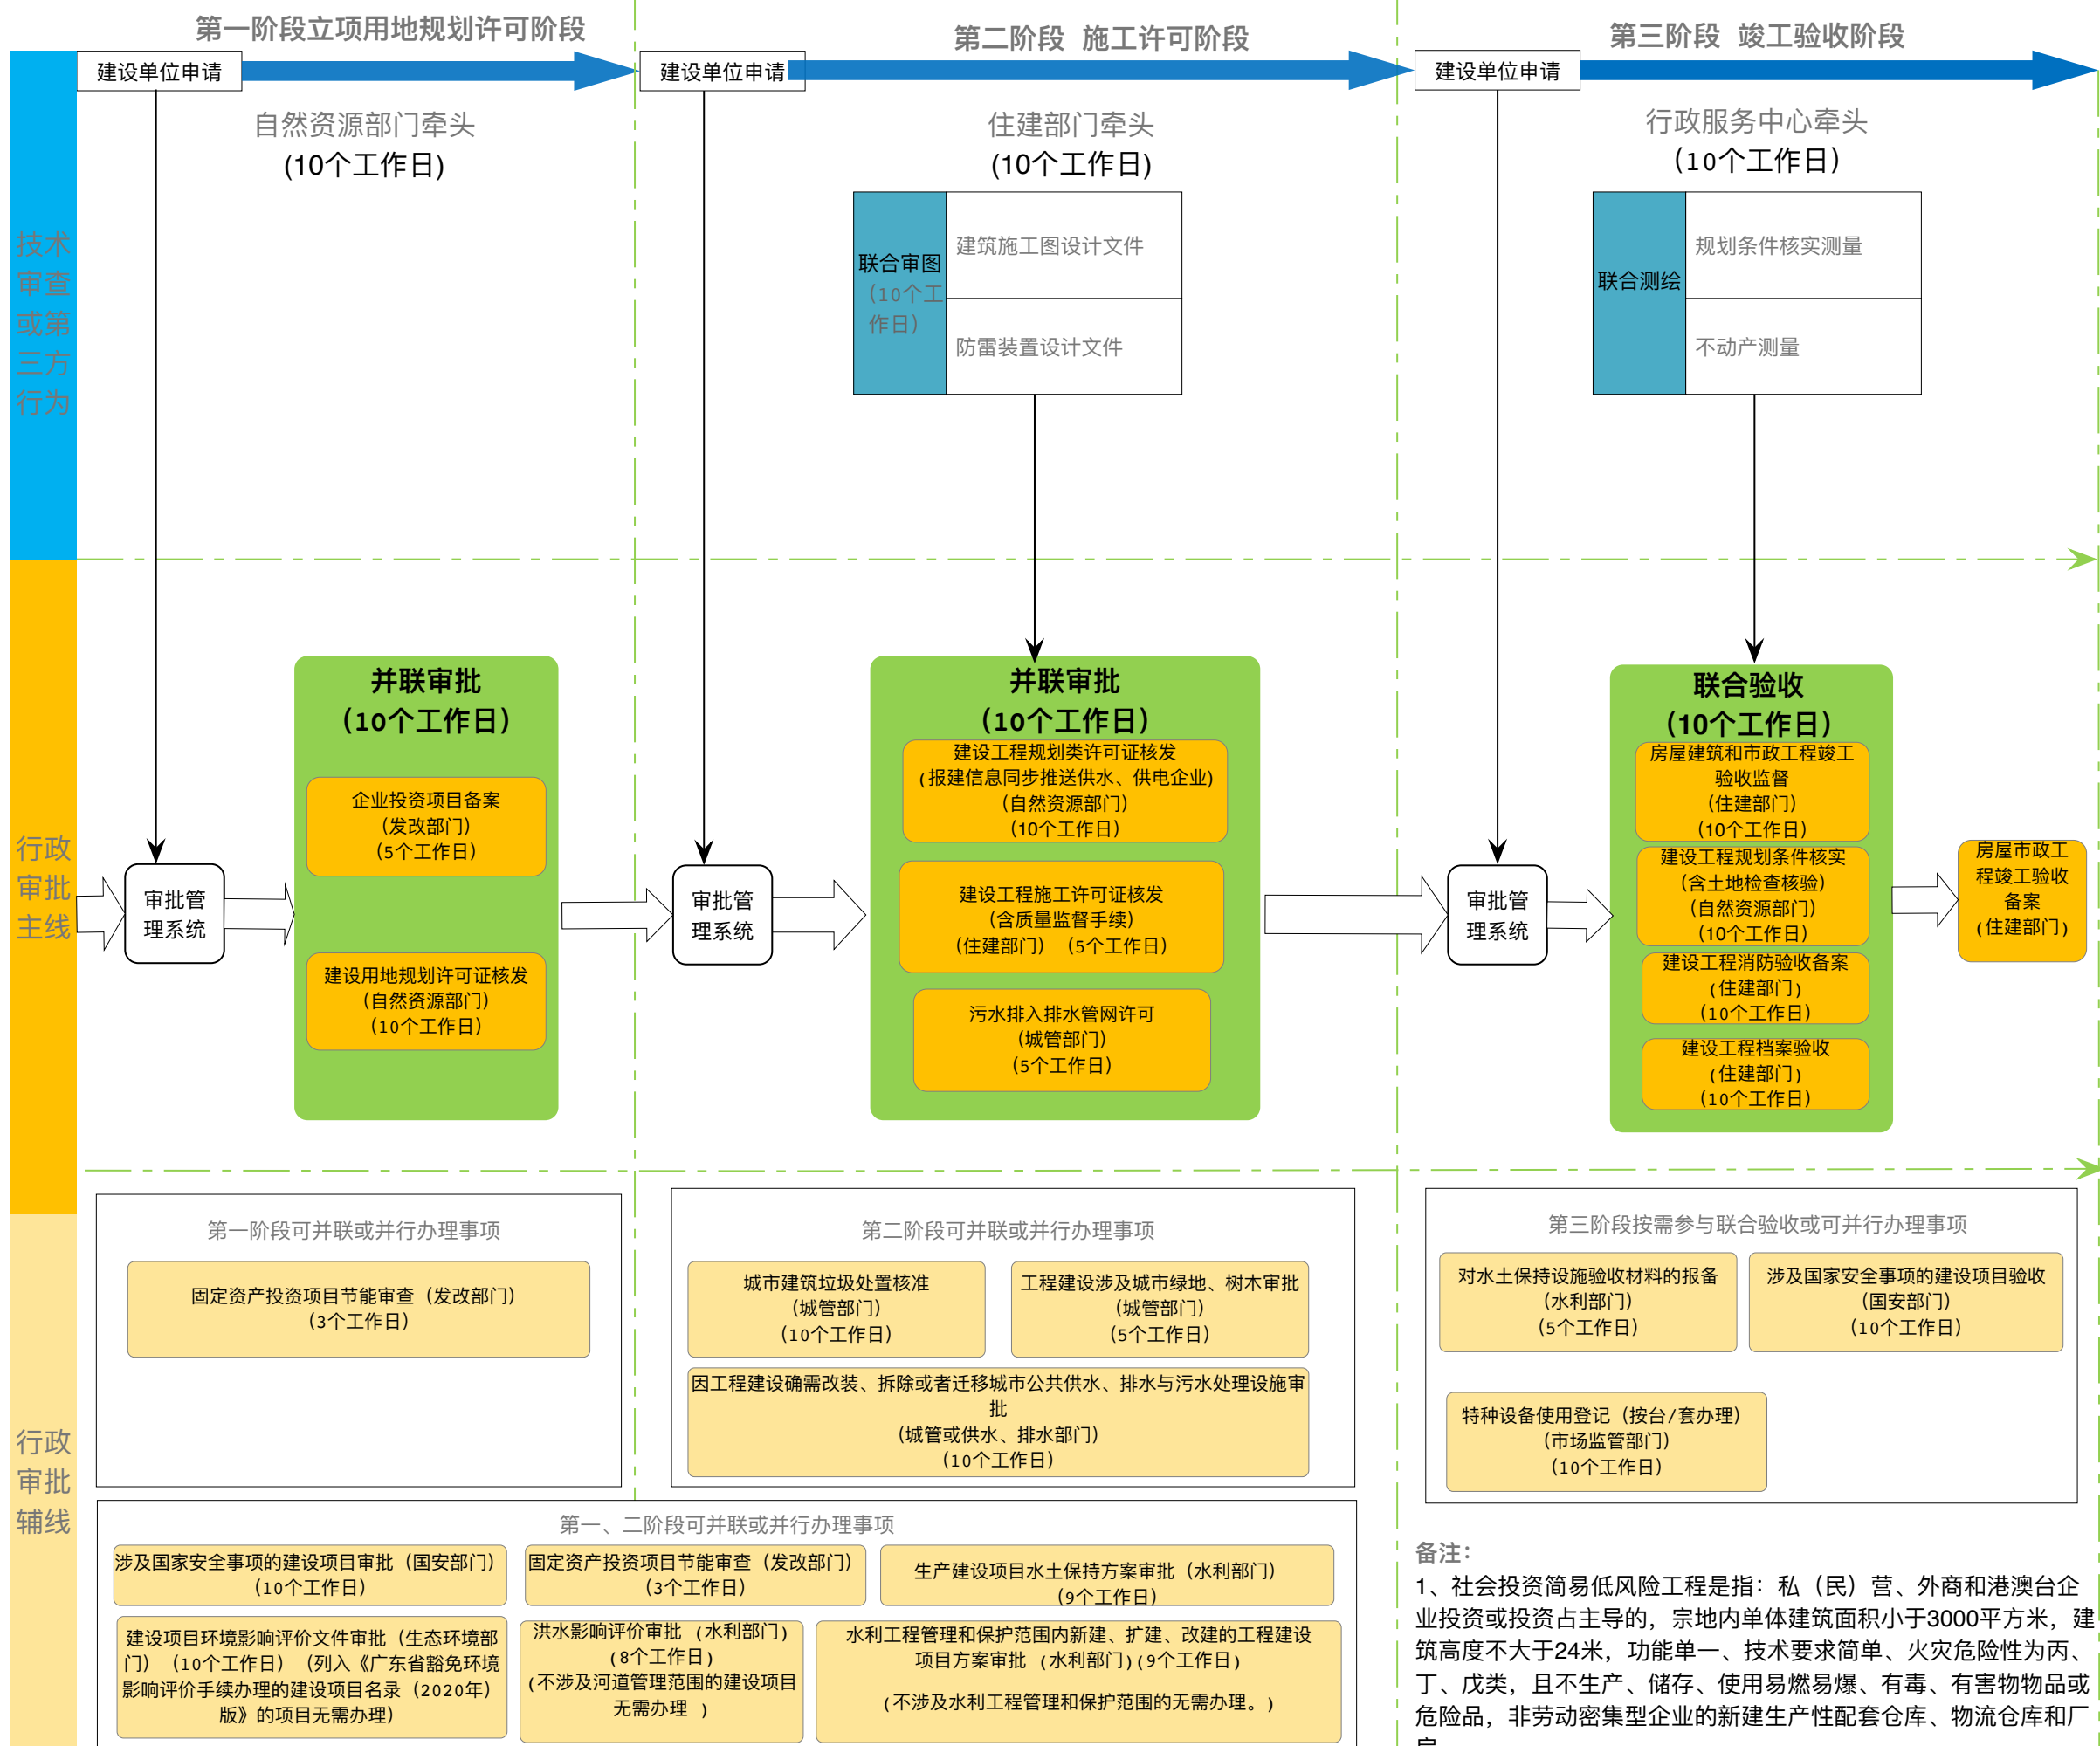 第一阶段立项用地规划许可阶段
第二阶段 施工许可阶段
第三阶段 竣工验收阶段
建设单位申请
建设单位申请
建设单位申请
自然资源部门牵头
(10个工作日)
住建部门牵头
(10个工作日)
行政服务中心牵头
（10个工作日）
技术
审查
或第
三方
行为
联合审图
（10个工
作日）
建筑施工图设计文件
防雷装置设计文件
联合测绘
规划条件核实测量
不动产测量
行政
审批
主线
审批管
理系统
并联审批
（10个工作日）
企业投资项目备案
（发改部门）
（5个工作日）
建设用地规划许可证核发
（自然资源部门）
（10个工作日）
审批管
理系统
并联审批
（10个工作日）
建设工程规划类许可证核发
(报建信息同步推送供水、供电企业)
（自然资源部门）
（10个工作日）
建设工程施工许可证核发
（含质量监督手续）
（住建部门）（5个工作日）
污水排入排水管网许可
（城管部门）
（5个工作日）
审批管
理系统
联合验收
（10个工作日）
房屋建筑和市政工程竣工
验收监督
（住建部门）
（10个工作日）
建设工程规划条件核实
（含土地检查核验）
（自然资源部门）
（10个工作日）
建设工程消防验收备案
(住建部门)
（10个工作日）
建设工程档案验收
(住建部门)
（10个工作日）
房屋市政工
程竣工验收
备案
(住建部门)
行政
审批
辅线
第一阶段可并联或并行办理事项
固定资产投资项目节能审查（发改部门）
（3个工作日）
第二阶段可并联或并行办理事项
城市建筑垃圾处置核准
（城管部门）
（10个工作日）
工程建设涉及城市绿地、树木审批
（城管部门）
（5个工作日）
因工程建设确需改装、拆除或者迁移城市公共供水、排水与污水处理设施审
批
（城管或供水、排水部门）
（10个工作日）
第三阶段按需参与联合验收或可并行办理事项
对水土保持设施验收材料的报备
（水利部门）
（5个工作日）
涉及国家安全事项的建设项目验收
（国安部门）
（10个工作日）
特种设备使用登记（按台/套办理）
（市场监管部门）
（10个工作日）
第一、二阶段可并联或并行办理事项
涉及国家安全事项的建设项目审批（国安部门）
（10个工作日）
固定资产投资项目节能审查（发改部门）
（3个工作日）
生产建设项目水土保持方案审批（水利部门）
（9个工作日）
建设项目环境影响评价文件审批（生态环境部
门）（10个工作日）（列入《广东省豁免环境
影响评价手续办理的建设项目名录（2020年）
版》的项目无需办理）
洪水影响评价审批 (水利部门)
(8个工作日)
(不涉及河道管理范围的建设项目
无需办理 )
水利工程管理和保护范围内新建、扩建、改建的工程建设
项目方案审批 (水利部门)(9个工作日)
(不涉及水利工程管理和保护范围的无需办理。)
备注：
1、社会投资简易低风险工程是指：私（民）营、外商和港澳台企
业投资或投资占主导的，宗地内单体建筑面积小于3000平方米，建
筑高度不大于24米，功能单一、技术要求简单、火灾危险性为丙、
丁、戊类，且不生产、储存、使用易燃易爆、有毒、有害物物品或
危险品，非劳动密集型企业的新建生产性配套仓库、物流仓库和厂